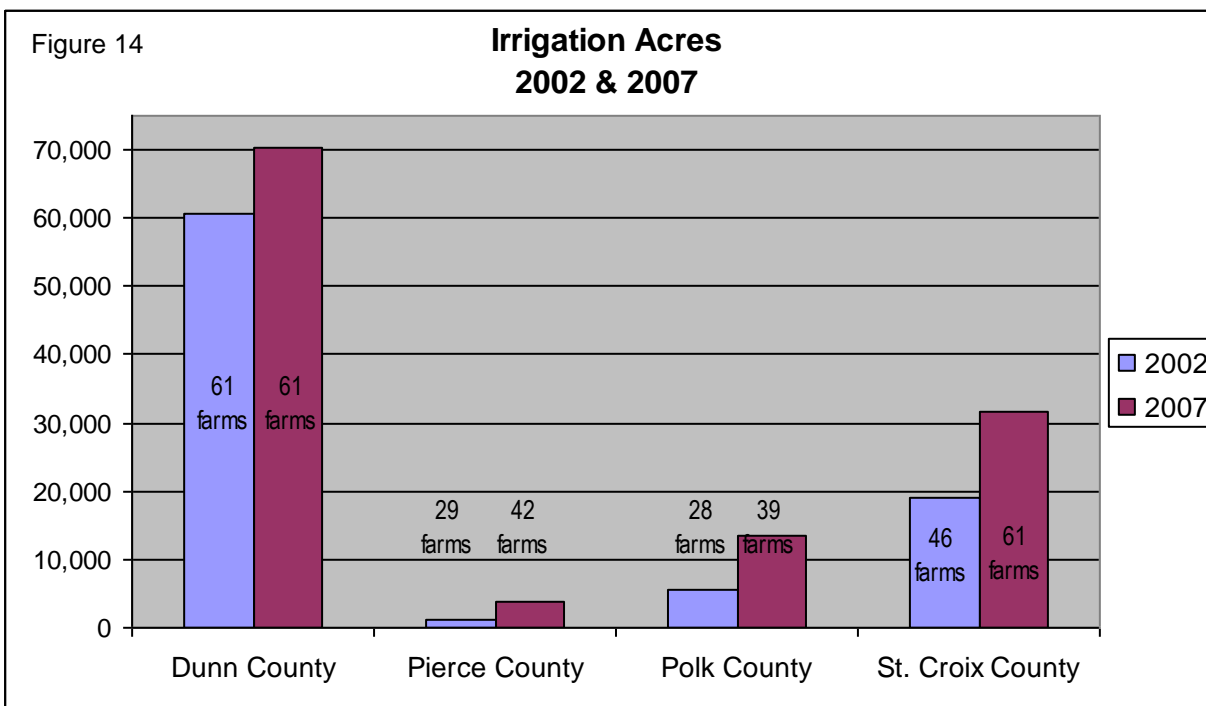 Figure 14
Irrigation Acres
2002 & 2007
70,000
60,000
50,000
40,000
30,000
20,000
10,000
0
61
farms
61
farms
29
farms
42
farms
28
farms
39
farms
46
farms
61
farms
Dunn County
Pierce County
Polk County
St. Croix County
2002
2007